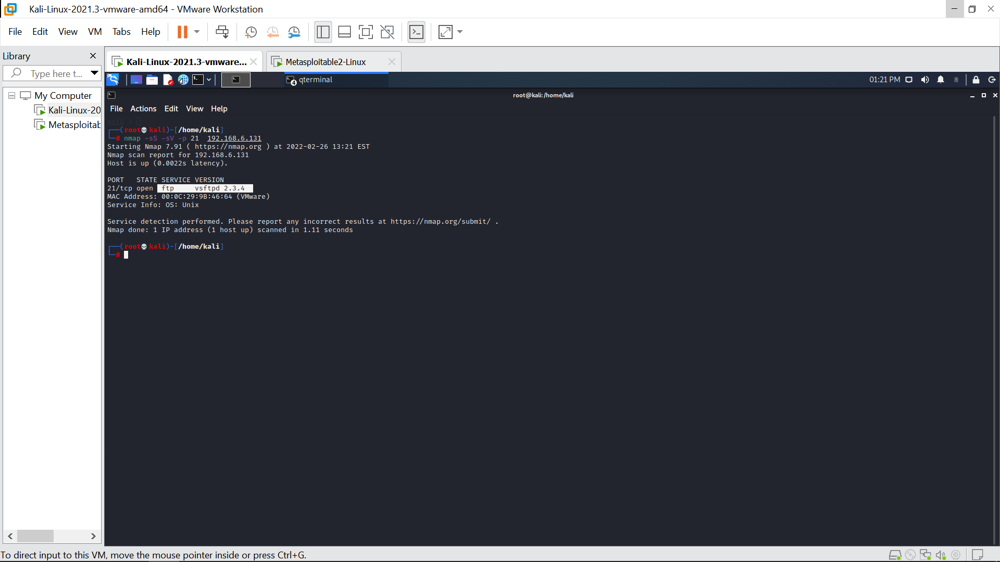 Kali-Linux-2021.3-vmware-amd64 - VMware Workstation
File Edit View VM Tabs Help
Library
Type here t...
My Computer
Kali-Linux-20
Metasploitab
Kali-Linux-2021.3-vmware...
Metasploitable2-Linux
4 qterminal
01:21 PM
root@kali:/home/kali
File Actions Edit View Help
msf6 >
(root kali)-[/home/kali]
# nmap -sS -sV -p 21 192.168.6.131
Starting Nmap 7.91 ( https://nmap.org ) at 2022-02-26 13:21 EST
Nmap scan report for 192.168.6.131
Host is up (0.0022s latency).
PORT STATE SERVICE VERSION
21/tcp open ftp vsftpd 2.3.4
MAC Address: 00:0C:29:9B:46:64 (VMware)
Service Info: OS: Unix
Service detection performed. Please report any incorrect results at https://nmap.org/submit/ .
Nmap done: 1 IP address (1 host up) scanned in 1.11 seconds
(root kali)-[/home/kali]
#
To direct input to this VM, move the mouse pointer inside or press Ctrl+G.